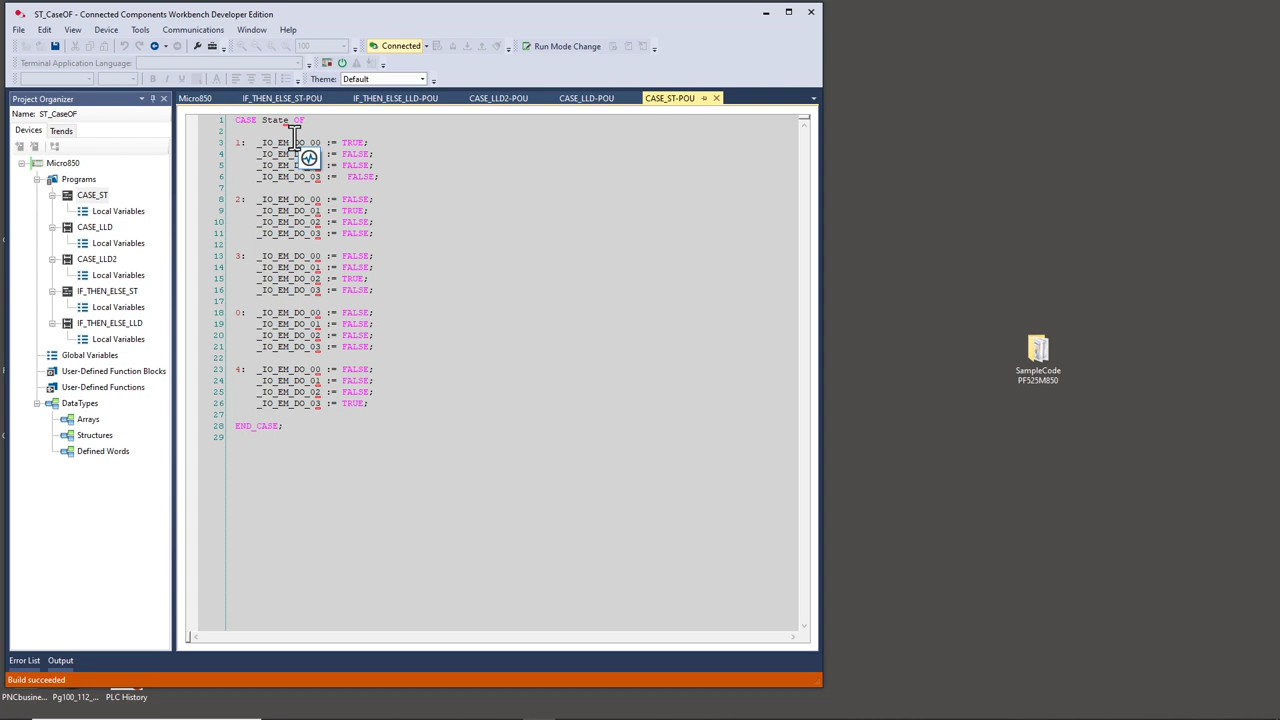 ST_CaseOF - Connected Components Workbench Developer Edition
File Edit View Device Tools Communications Window Help
100 Connected Run Mode Change
Terminal Application Language:
B I U A Theme: Default
Project Organizer
Name: ST_CaseOF
Devices Trends
Micro850
Programs
CASE_ST
Local Variables
CASE_LLD
Local Variables
CASE_LLD2
Local Variables
IF_THEN_ELSE_ST
Local Variables
IF_THEN_ELSE_LLD
Local Variables
Global Variables
User-Defined Function Blocks
User-Defined Functions
DataTypes
Arrays
Structures
Defined Words
Micro850 IF_THEN_ELSE_ST-POU IF_THEN_ELSE_LLD-POU CASE_LLD2-POU CASE_LLD-POU CASE_ST-POU
1 CASE State OF
2
3 1: _IO_EM_DO_00 := TRUE;
4 _IO_EM_ := FALSE;
5 _IO_EM_ := FALSE;
6 _IO_EM_DO_03 := FALSE;
7
8 2: _IO_EM_DO_00 := FALSE;
9 _IO_EM_DO_01 := TRUE;
10 _IO_EM_DO_02 := FALSE;
11 _IO_EM_DO_03 := FALSE;
12
13 3: _IO_EM_DO_00 := FALSE;
14 _IO_EM_DO_01 := FALSE;
15 _IO_EM_DO_02 := TRUE;
16 _IO_EM_DO_03 := FALSE;
17
18 0: _IO_EM_DO_00 := FALSE;
19 _IO_EM_DO_01 := FALSE;
20 _IO_EM_DO_02 := FALSE;
21 _IO_EM_DO_03 := FALSE;
22
23 4: _IO_EM_DO_00 := FALSE;
24 _IO_EM_DO_01 := FALSE;
25 _IO_EM_DO_02 := FALSE;
26 _IO_EM_DO_03 := TRUE;
27
28 END_CASE;
29
Error List Output
Build succeeded
PNCbusine... Pg100_112_... PLC History
SampleCode
PF525M850